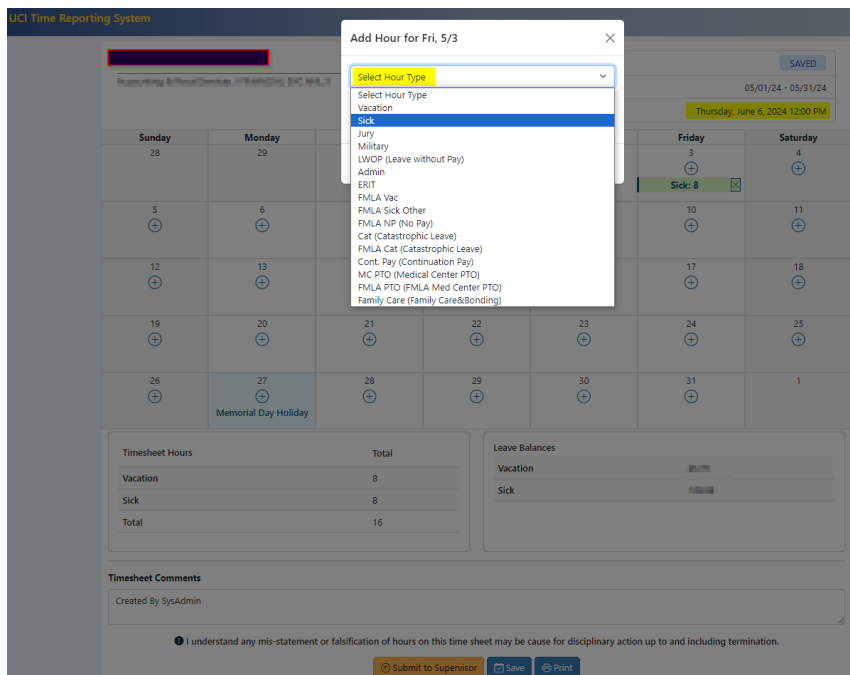 UCI Time Reporting System
Add Hour for Fri, 5/3
Select Hour Type
Select Hour Type
Vacation
Sick
Jury
Military
LWOP (Leave without Pay)
Admin
ERIT
FMLA Vac
FMLA Sick Other
FMLA NP (No Pay)
Cat (Catastrophic Leave)
FMLA Cat (Catastrophic Leave)
Cont. Pay (Continuation Pay)
MC PTO (Medical Center PTO)
FMLA PTO (FMLA Med Center PTO)
Family Care (Family Care&Bonding)
SAVED
05/01/24 - 05/31/24
Thursday, June 6, 2024 12:00 PM
Sunday Monday Friday Saturday
28 29 3 4
Sick: 8
5 6 10 11
12 13 17 18
19 20 21 22 23 24 25
26 27 28 29 30 31 1
Memorial Day Holiday
Timesheet Hours Total
Vacation 8
Sick 8
Total 16
Leave Balances
Vacation
Sick
Timesheet Comments
Created By SysAdmin
I understand any mis-statement or falsification of hours on this time sheet may be cause for disciplinary action up to and including termination.
Submit to Supervisor Save Print